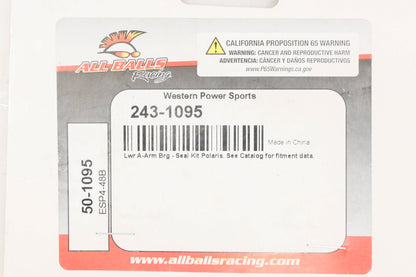 ALL BALLS
Racing
CALIFORNIA PROPOSITION 65 WARNING
WARNING: CANCER AND REPRODUCTIVE HARM
ADVERTENCIA: CÁNCER Y DAÑOS REPRODUCTIVOS
www.P65Warnings.ca.gov
Western Power Sports
243-1095
Made in China
Lwr A-Arm Brg - Seal Kit Polaris. See Catalog for fitment data.
50-1095
ESP4-48B
www.allballsracing.com